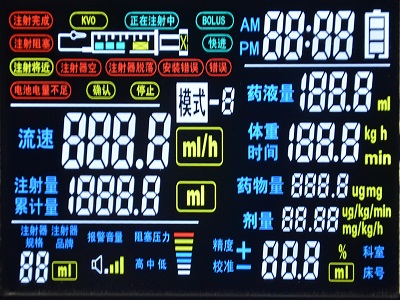 注射完成 KVO 正在注射中 BOLUS
注射阻塞 快进
注射将近 注射器空 注射器脱落 安装错误 错误
电池电量不足 确认 停止
AM
PM 88:88
模式-8
流速 888.8 ml/h
注射量
累计量 1888.8 ml
药液量 188.8 ml
体重
时间 188.8 kg h
min
药物量 888.8 ugmg
剂量 88.88 ug/kg/min
mg/kg/h
注射器
规格 注射器
品牌 报警音量 阻塞压力
88 ml 高中低
精度+
校准- 88.8 % ml 科室
床号